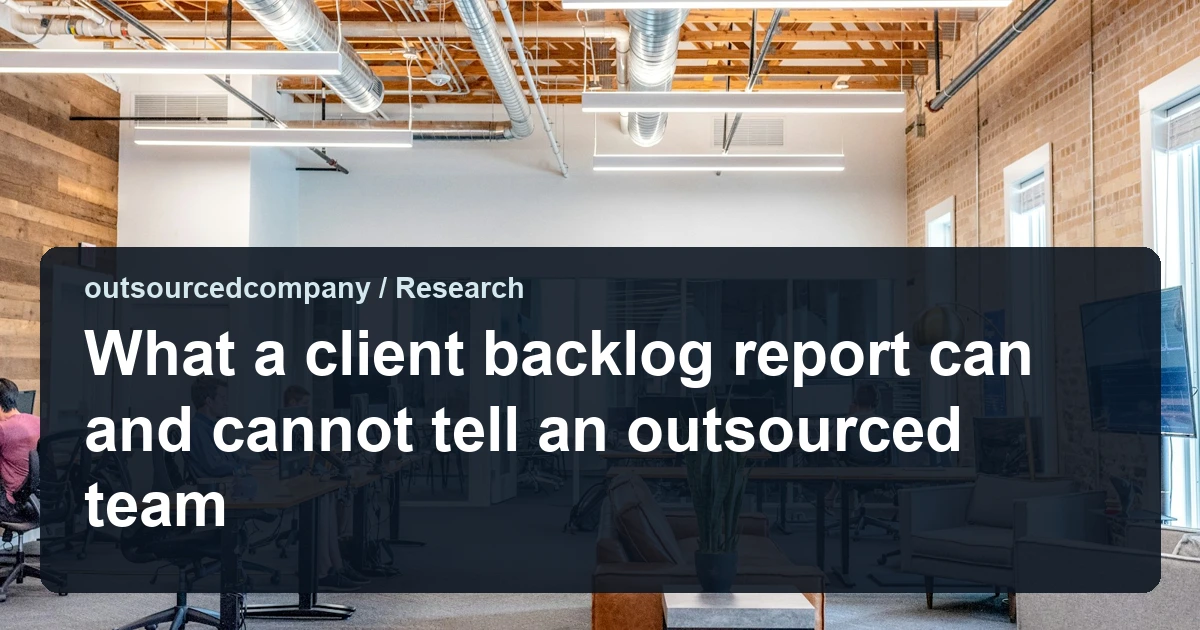 outsourcedcompany / Research
What a client backlog report can
and cannot tell an outsourced
team